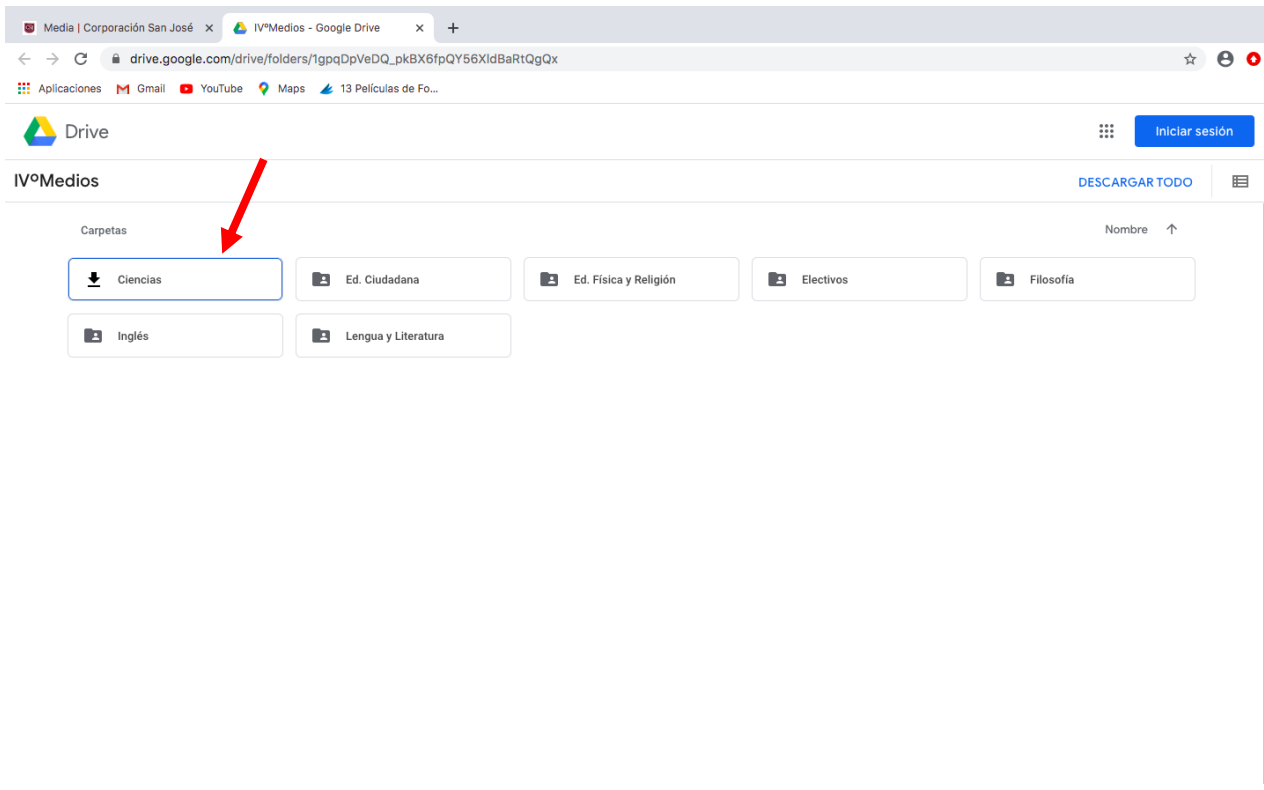 Media | Corporación San José
IVºMedios - Google Drive
drive.google.com/drive/folders/1gpqDpVeDQ_pkBX6fpQY56XldBaRtQgQx
Aplicaciones
Gmail
YouTube
Maps
13 Películas de Fo...
Drive
Iniciar sesión
IVºMedios
DESCARGAR TODO
Carpetas
Nombre
Ciencias
Ed. Ciudadana
Ed. Física y Religión
Electivos
Filosofía
Inglés
Lengua y Literatura